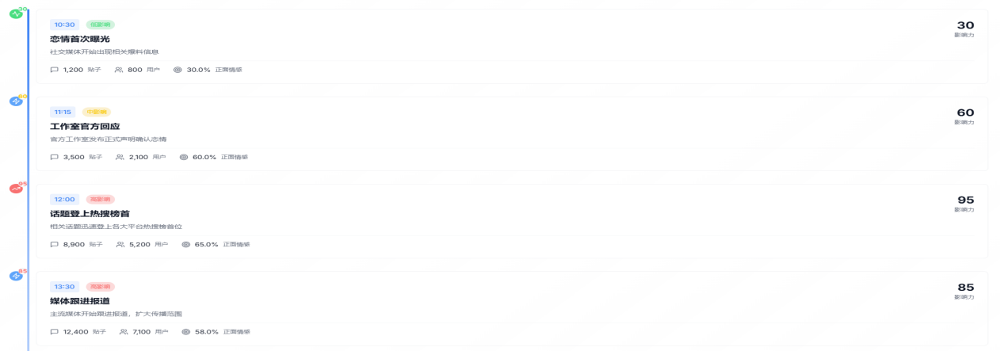 30
10:30 低影响
恋情首次曝光
社交媒体开始出现相关爆料信息
1,200 贴子 800 用户 30.0% 正面情感
30
影响力
60
11:15 中影响
工作室官方回应
官方工作室发布正式声明确认恋情
3,500 贴子 2,100 用户 60.0% 正面情感
60
影响力
95
12:00 高影响
话题登上热搜榜首
相关话题迅速登上各大平台热搜榜首位
8,900 贴子 5,200 用户 65.0% 正面情感
95
影响力
85
13:30 高影响
媒体跟进报道
主流媒体开始跟进报道，扩大传播范围
12,400 贴子 7,100 用户 58.0% 正面情感
85
影响力